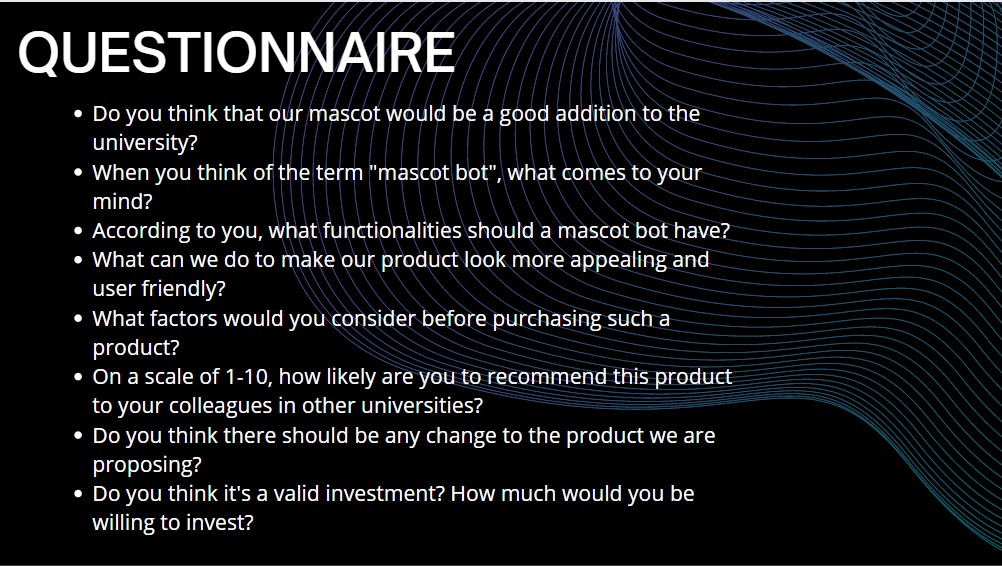 QUESTIONNAIRE
• Do you think that our mascot would be a good addition to the
university?
• When you think of the term "mascot bot", what comes to your
mind?
• According to you, what functionalities should a mascot bot have?
• What can we do to make our product look more appealing and
user friendly?
• What factors would you consider before purchasing such a
product?
• On a scale of 1-10, how likely are you to recommend this product
to your colleagues in other universities?
• Do you think there should be any change to the product we are
proposing?
• Do you think it's a valid investment? How much would you be
willing to invest?